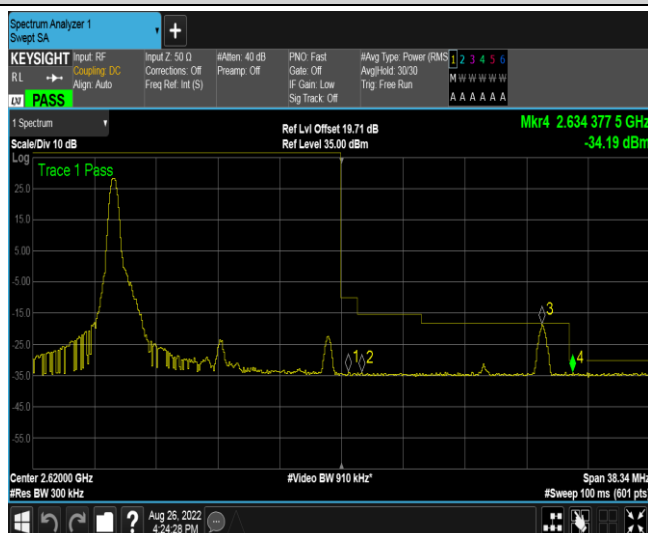 Spectrum Analyzer 1
Swept SA
KEYSIGHT
RL
LXI PASS
Input: RF
Coupling: DC
Align: Auto
Input Z: 50 Ω
Corrections: Off
Freq Ref: Int (S)
#Atten: 40 dB
Preamp: Off
PNO: Fast
Gate: Off
IF Gain: Low
Sig Track: Off
#Avg Type: Power (RMS
Avg|Hold: 30/30
Trig: Free Run
1 2 3 4 5 6
M W W W W W
A A A A A A
1 Spectrum
Scale/Div 10 dB
Ref Lvl Offset 19.71 dB
Ref Level 35.00 dBm
Mkr4 2.634 377 5 GHz
-34.19 dBm
Log
Trace 1 Pass
25.0
15.0
5.00
-5.00
-15.0
-25.0
-35.0
-45.0
-55.0
1 2
3
4
Center 2.62000 GHz
#Res BW 300 kHz
#Video BW 910 kHz*
Span 38.34 MHz
#Sweep 100 ms (601 pts)
?
Aug 26, 2022
4:24:28 PM